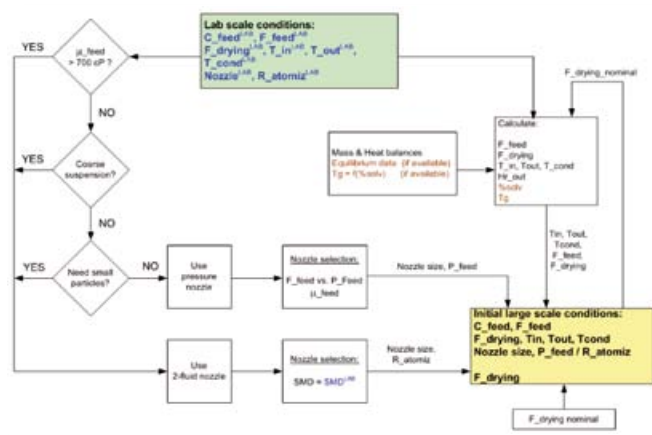 Lab scale conditions:
C_feed^LAB, F_feed^LAB
F_drying^LAB, T_in^LAB, T_out^LAB,
T_cond^LAB
Nozzle^LAB, R_atomiz^LAB
YES
μ_feed
> 700 cP ?
NO
YES
Coarse
suspension?
NO
YES
Need small
particles?
NO
Use
pressure
nozzle
Nozzle selection:
F_feed vs. P_Feed
μ_feed
Nozzle size, P_feed
Use
2-fluid nozzle
Nozzle selection:
SMD = SMD^LAB
Nozzle size,
R_atomiz
Mass & Heat balances
Equilibrium data (if available)
Tg = f(%solv) (if available)
F_drying_nominal
Calculate:
F_feed
F_drying
T_in, Tout, T_cond
Hr_out
%solv
Tg
Tin, Tout,
Tcond,
F_feed,
F_drying
Initial large scale conditions:
C_feed, F_feed
F_drying, Tin, Tout, Tcond
Nozzle size, P_feed / R_atomiz
F_drying
F_drying nominal